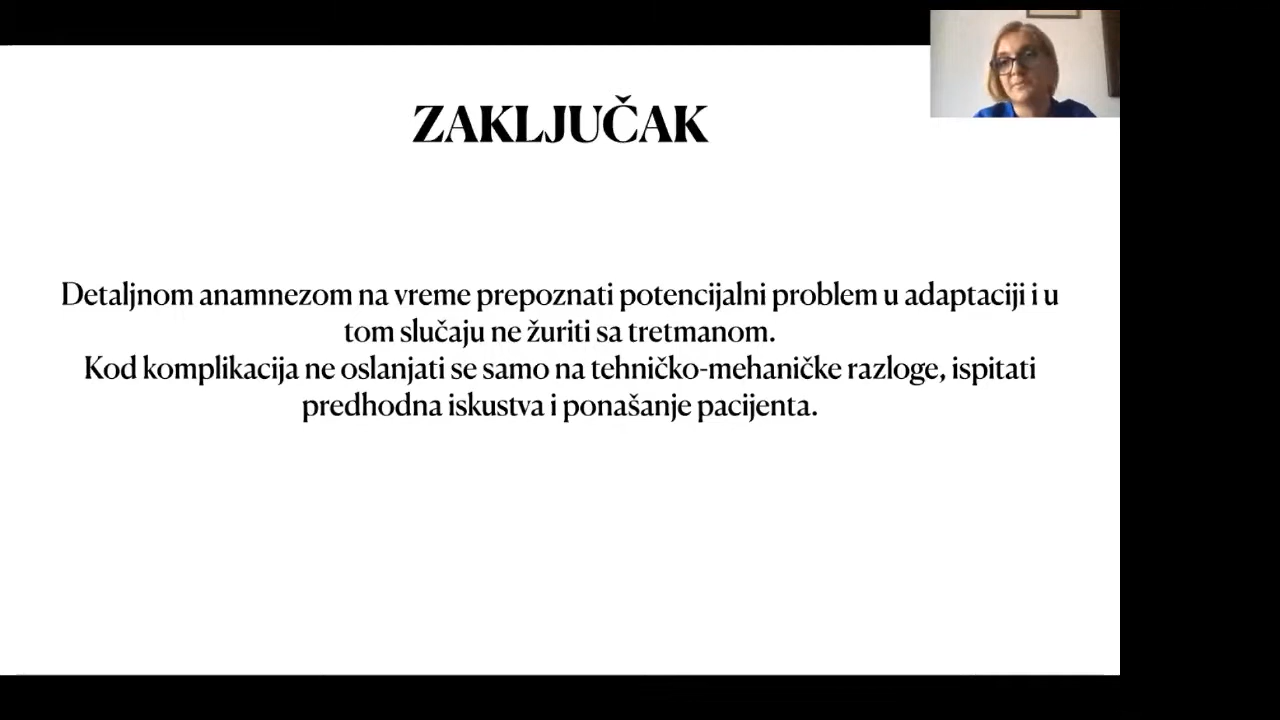 ZAKLJUČAK
Detaljnom anamnezom na vreme prepoznati potencijalni problem u adaptaciji i u
tom slučaju ne žuriti sa tretmanom.
Kod komplikacija ne oslanjati se samo na tehničko-mehaničke razloge, ispitati
predhodna iskustva i ponašanje pacijenta.